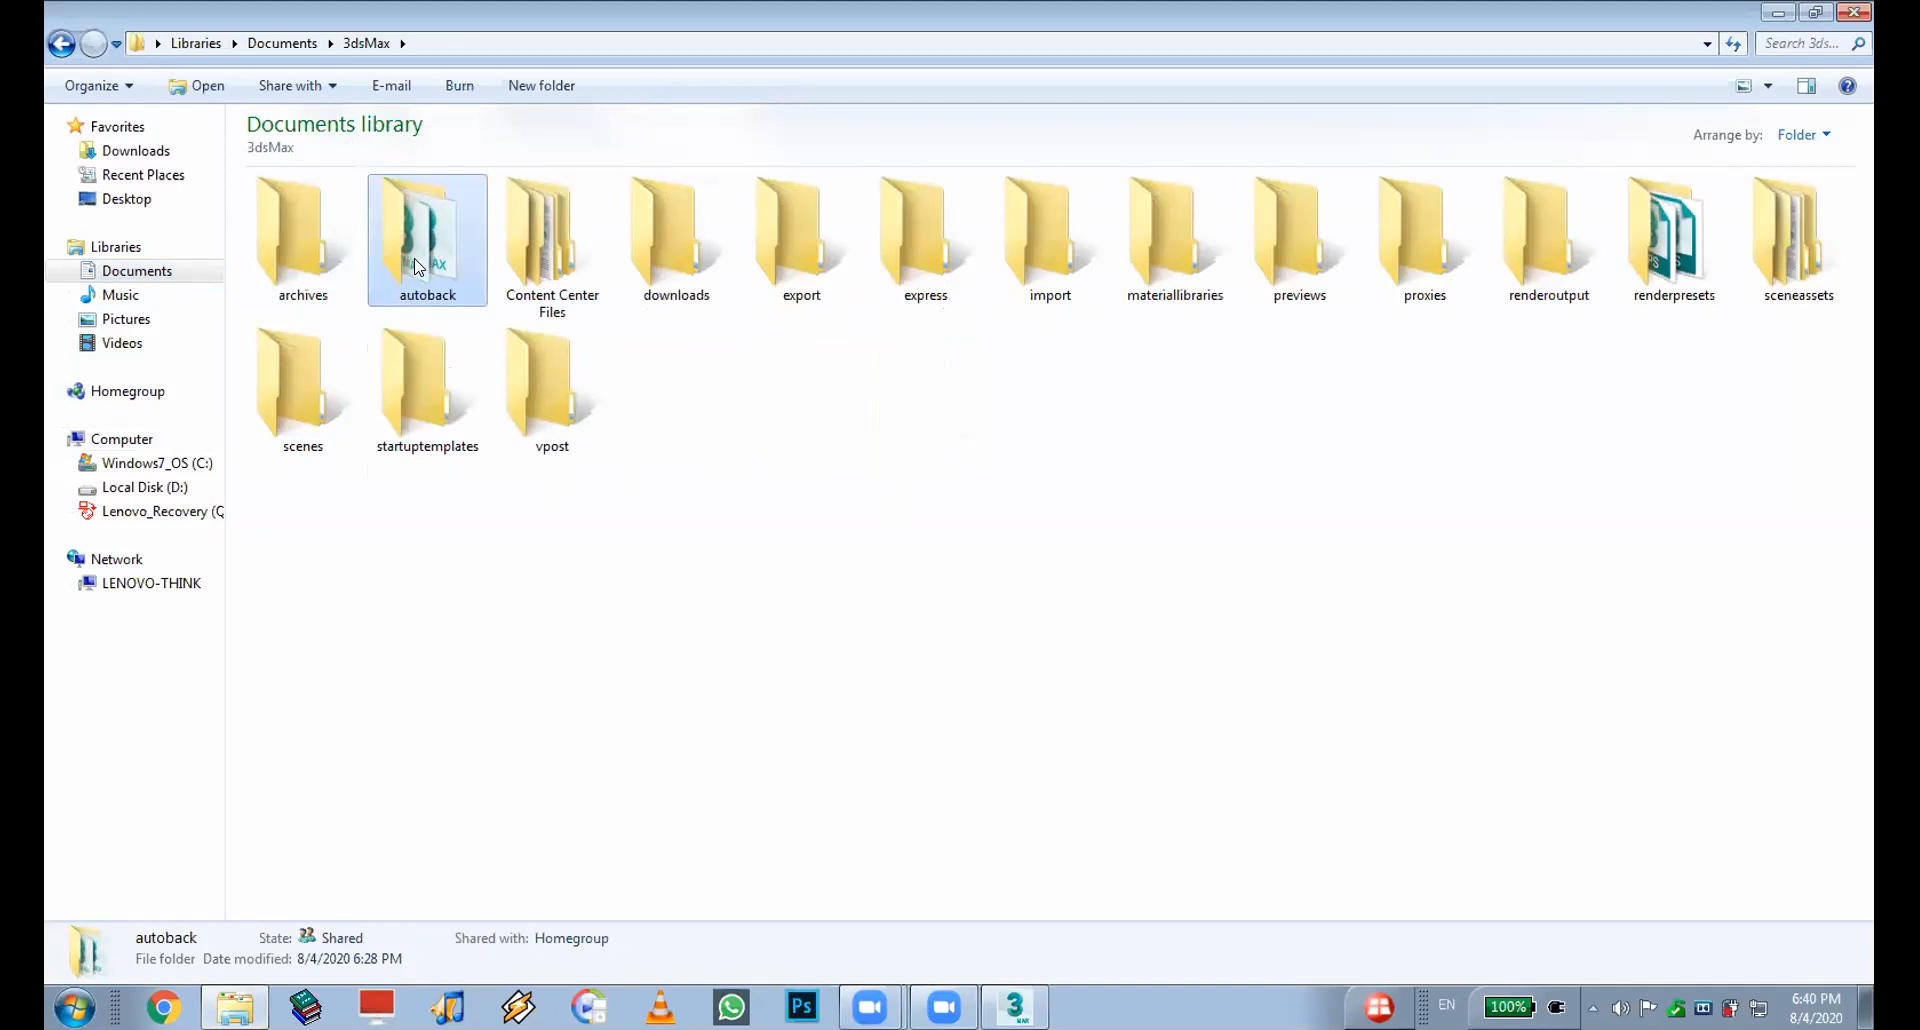 Libraries Documents 3dsMax
Search 3ds...
Organize Open Share with E-mail Burn New folder
Documents library
3dsMax
Arrange by: Folder
Favorites
Downloads
Recent Places
Desktop
Libraries
Documents
Music
Pictures
Videos
Homegroup
Computer
Windows7_OS (C:)
Local Disk (D:)
Lenovo_Recovery (Q
Network
LENOVO-THINK
archives
autoback
Content Center
Files
downloads
export
express
import
materiallibraries
previews
proxies
renderoutput
renderpresets
sceneassets
scenes
startuptemplates
vpost
autoback State: Shared Shared with: Homegroup
File folder Date modified: 8/4/2020 6:28 PM
Ps
3
MAX
EN
100%
6:40 PM
8/4/2020